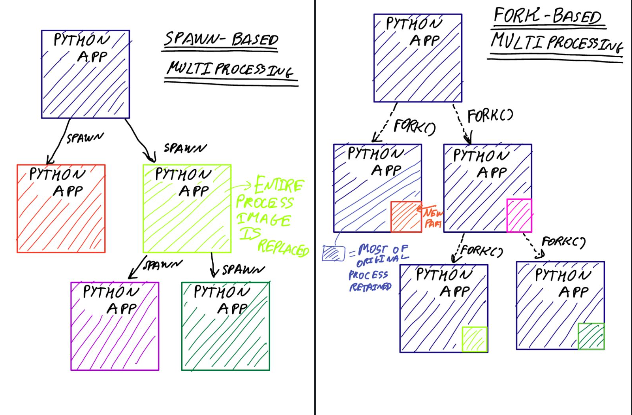 SPAWN-BASED
MULTIPROCESSING
PYTHON
APP
SPAWN
SPAWN
PYTHON
APP
PYTHON
APP
ENTIRE
PROCESS
IMAGE
IS
REPLACED
SPAWN
SPAWN
PYTHON
APP
PYTHON
APP
FORK-BASED
MULTIPROCESSING
PYTHON
APP
FORK()
FORK()
PYTHON
APP
PYTHON
APP
NEW
= MOST OF
ORIGINAL
PROCESS
RETAINED
FORK()
FORK()
PYTHON
APP
PYTHON
APP